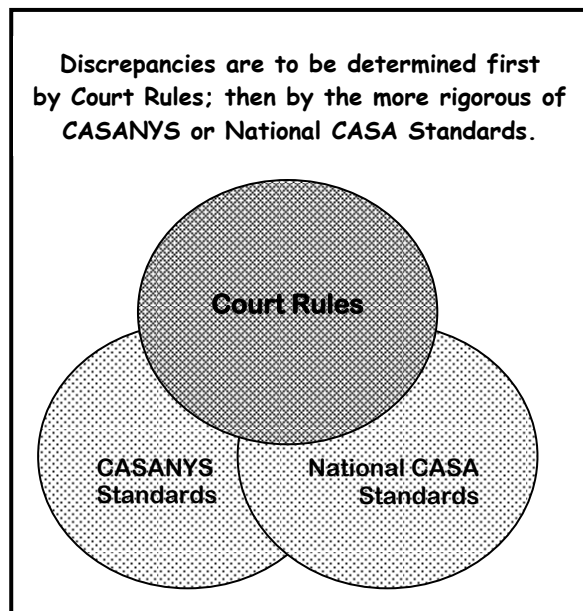 Discrepancies are to be determined first
by Court Rules; then by the more rigorous of
CASANYS or National CASA Standards.
Court Rules
CASANYS
Standards
National CASA
Standards